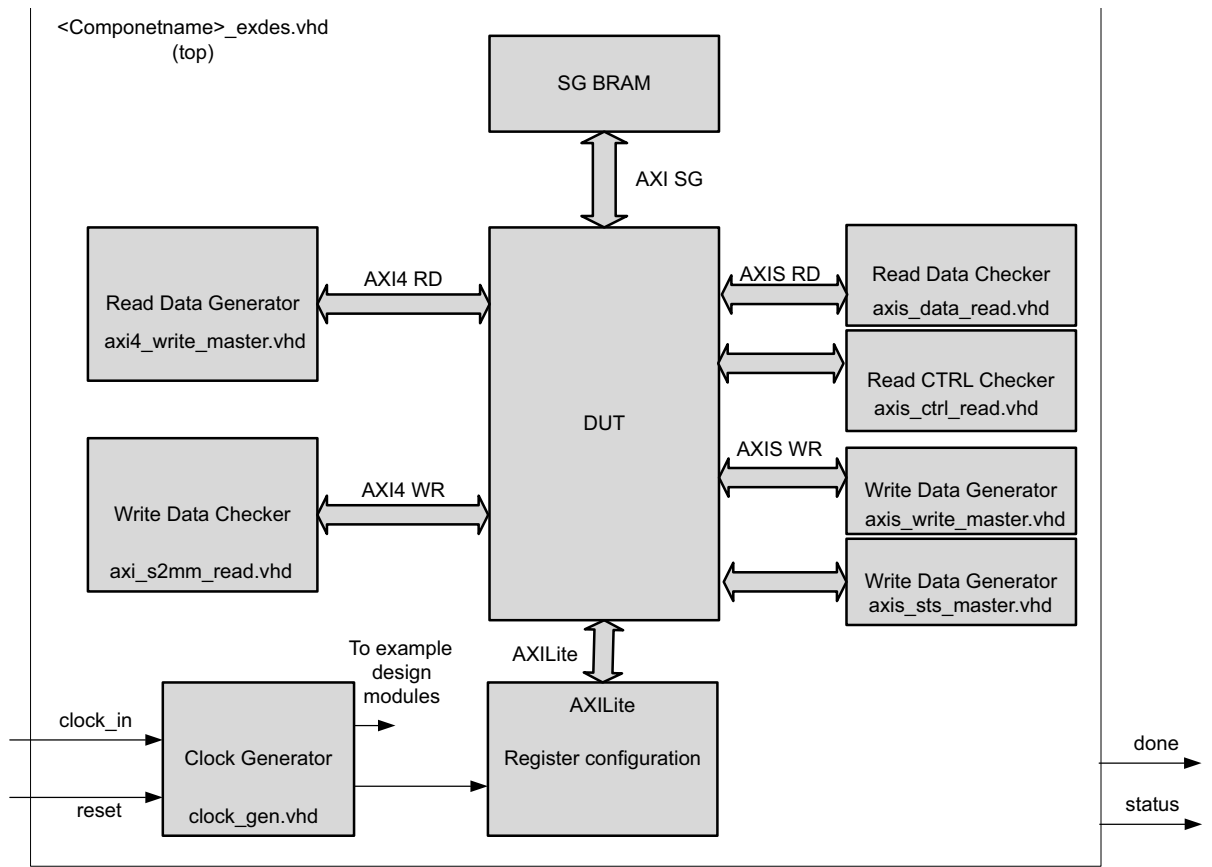 <Componetname>_exdes.vhd
(top)
SG BRAM
AXI SG
Read Data Generator
axi4_write_master.vhd
AXI4 RD
DUT
AXIS RD
Read Data Checker
axis_data_read.vhd
Read CTRL Checker
axis_ctrl_read.vhd
Write Data Checker
axi_s2mm_read.vhd
AXI4 WR
AXIS WR
Write Data Generator
axis_write_master.vhd
Write Data Generator
axis_sts_master.vhd
AXILite
To example
design
modules
clock_in
reset
Clock Generator
clock_gen.vhd
AXILite
Register configuration
done
status